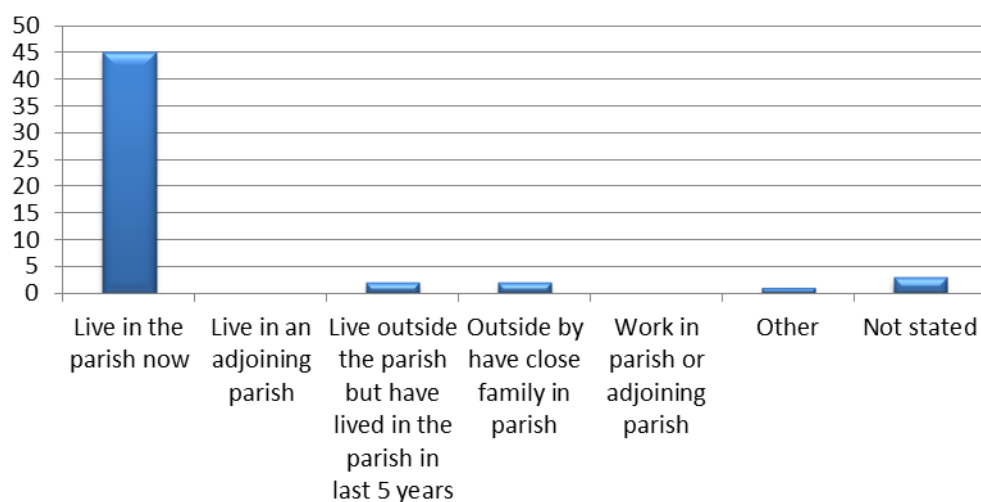 50
45
40
35
30
25
20
15
10
5
0
Live in the
parish now
Live in an
adjoining
parish
Live outside
the parish
but have
lived in the
parish in
last 5 years
Outside by
have close
family in
parish
Work in
parish or
adjoining
parish
Other
Not stated